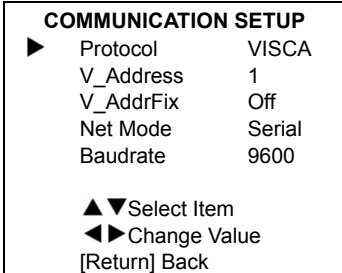 COMMUNICATION SETUP
▶ Protocol VISCA
V_Address 1
V_AddrFix Off
Net Mode Serial
Baudrate 9600
▲▼Select Item
◀▶Change Value
[Return] Back